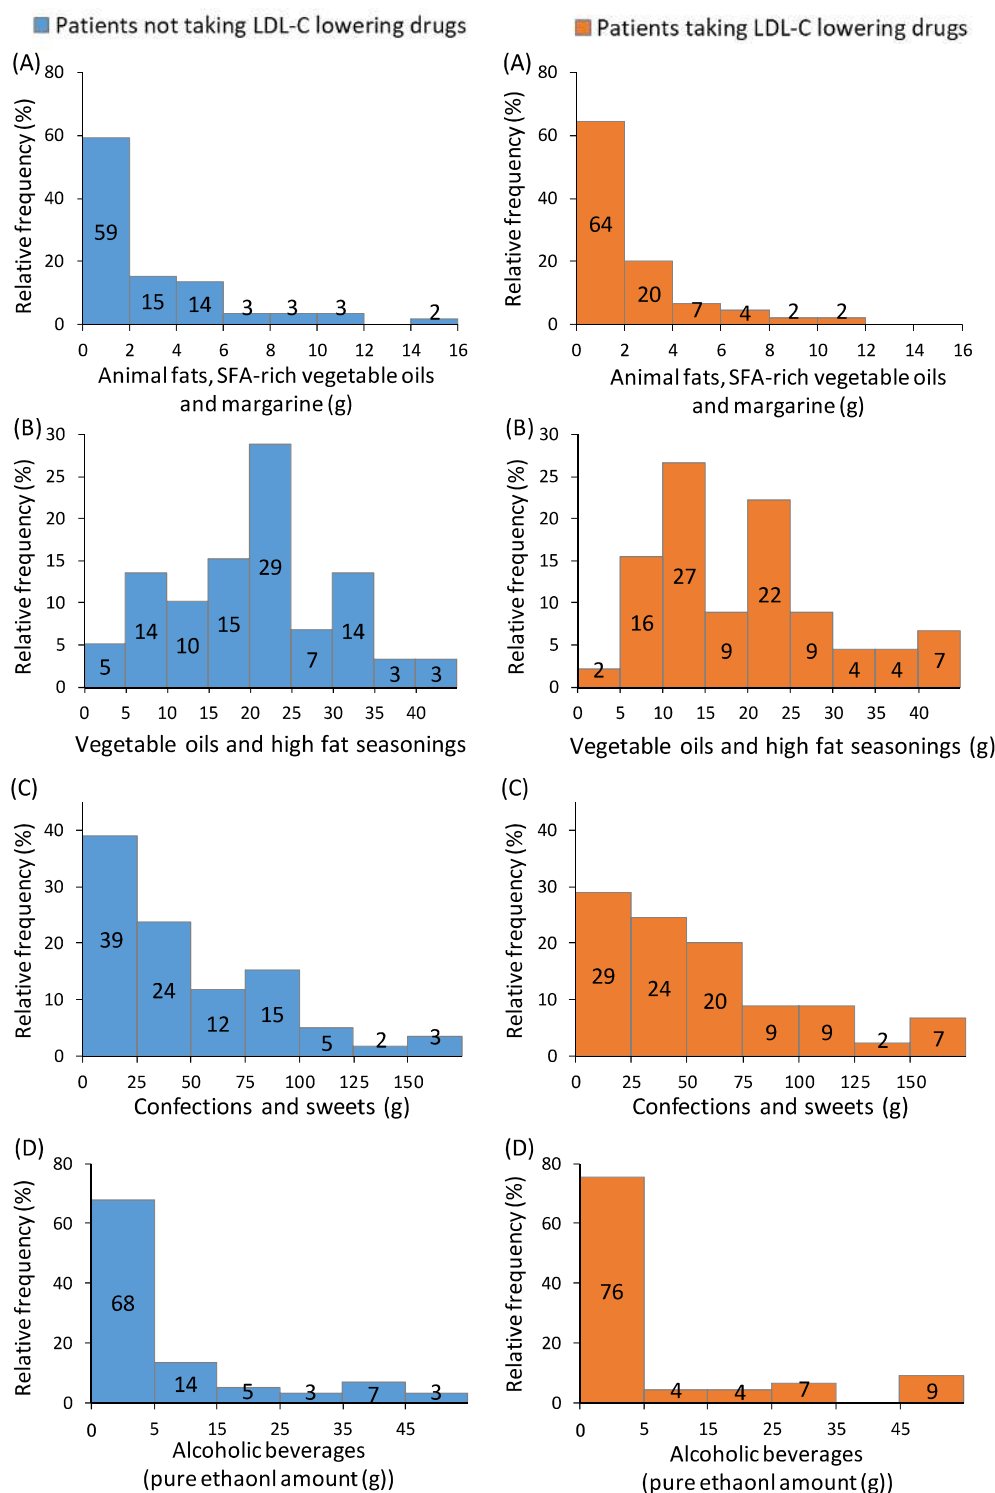 Patients not taking LDL-C lowering drugs
Patients taking LDL-C lowering drugs
(A)
Relative frequency (%)
80
60
40
20
0
59
15
14
3
3
3
2
0 2 4 6 8 10 12 14 16
Animal fats, SFA-rich vegetable oils
and margarine (g)
(A)
Relative frequency (%)
80
60
40
20
0
64
20
7
4
2
2
0 2 4 6 8 10 12 14 16
Animal fats, SFA-rich vegetable oils
and margarine (g)
(B)
Relative frequency (%)
30
25
20
15
10
5
0
5
14
10
15
29
7
14
3
3
0 5 10 15 20 25 30 35 40
Vegetable oils and high fat seasonings
(B)
Relative frequency (%)
30
25
20
15
10
5
0
2
16
27
9
22
9
4
4
7
0 5 10 15 20 25 30 35 40
Vegetable oils and high fat seasonings (g)
(C)
Relative frequency (%)
40
30
20
10
0
39
24
12
15
5
2
3
0 25 50 75 100 125 150
Confections and sweets (g)
(C)
Relative frequency (%)
40
30
20
10
0
29
24
20
9
9
2
7
0 25 50 75 100 125 150
Confections and sweets (g)
(D)
Relative frequency (%)
80
60
40
20
0
68
14
5
3
7
3
0 5 15 25 35 45
Alcoholic beverages
(pure ethaonl amount (g))
(D)
Relative frequency (%)
80
60
40
20
0
76
4
4
7
9
0 5 15 25 35 45
Alcoholic beverages
(pure ethaonl amount (g))